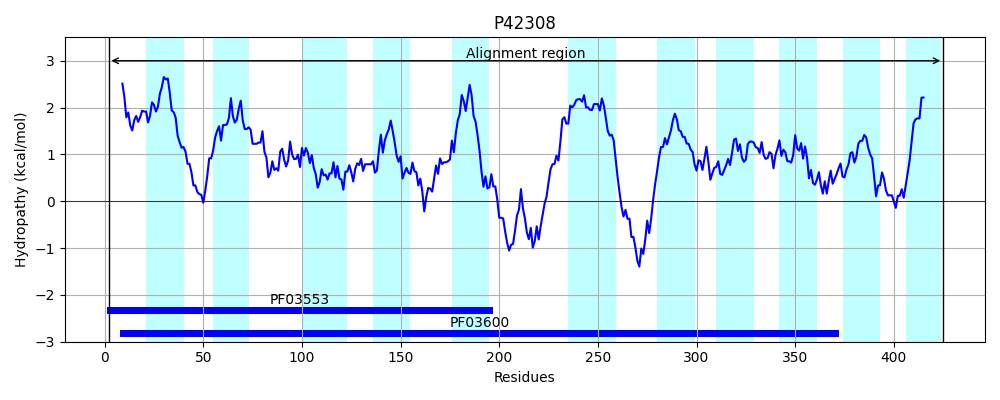 P42308
Alignment region
3
2
1
0
−1
−2
−3
Hydropathy (kcal/mol)
PF03553
PF03600
0 50 100 150 200 250 300 350 400
Residues